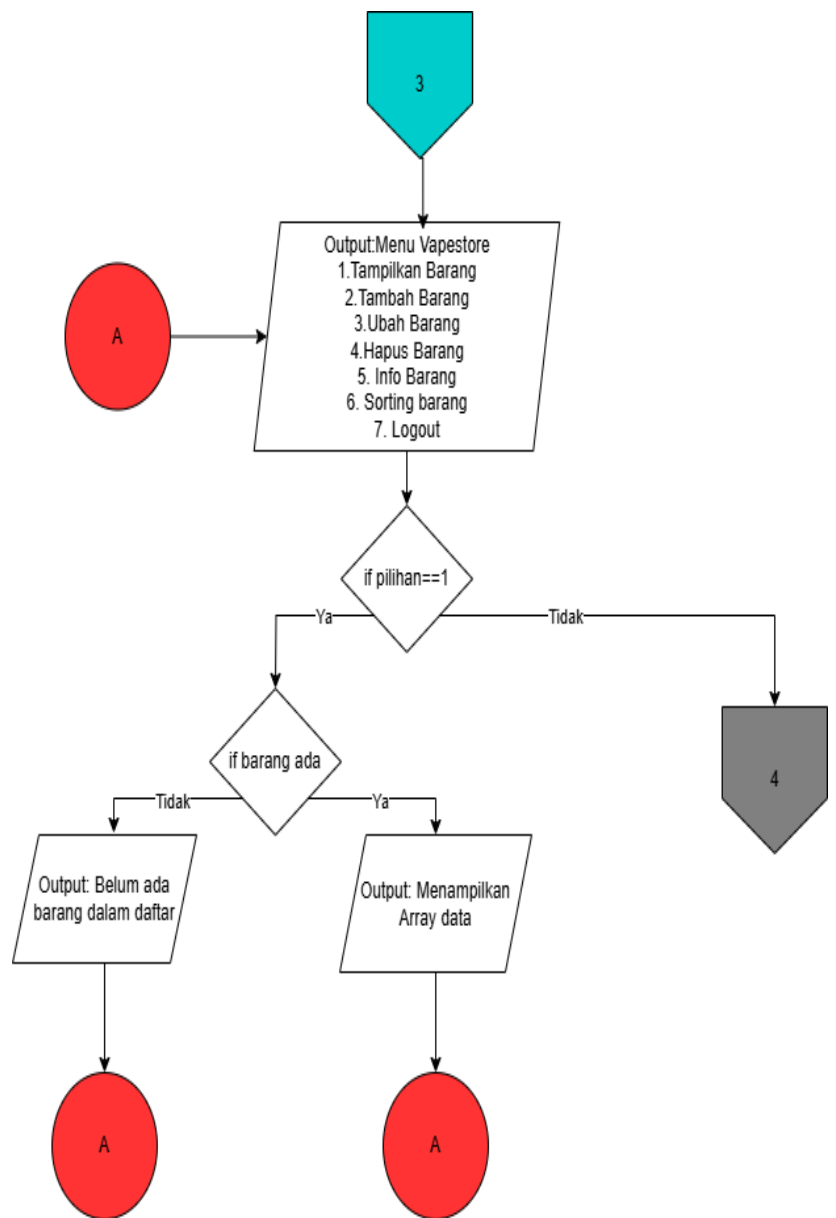 3
Output:Menu Vapestore
1.Tampilkan Barang
2.Tambah Barang
3.Ubah Barang
4.Hapus Barang
5. Info Barang
6. Sorting barang
7. Logout
A
if pilihan==1
Ya
Tidak
if barang ada
4
Tidak
Ya
Output: Belum ada
barang dalam daftar
Output: Menampilkan
Array data
A
A